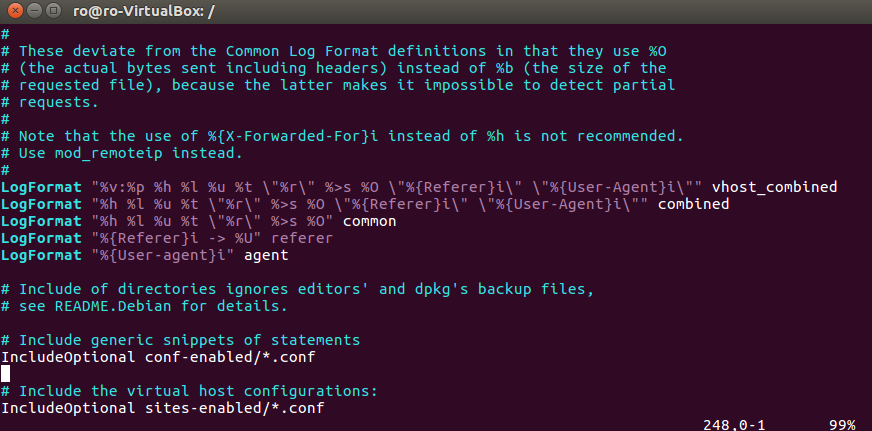 ro@ro-VirtualBox: /
#
# These deviate from the Common Log Format definitions in that they use %O
# (the actual bytes sent including headers) instead of %b (the size of the
# requested file), because the latter makes it impossible to detect partial
# requests.
#
# Note that the use of %{X-Forwarded-For}i instead of %h is not recommended.
# Use mod_remoteip instead.
#
LogFormat "%v:%p %h %l %u %t \"%r\" %>s %O \"%{Referer}i\" \"%{User-Agent}i\"" vhost_combined
LogFormat "%h %l %u %t \"%r\" %>s %O \"%{Referer}i\" \"%{User-Agent}i\"" combined
LogFormat "%h %l %u %t \"%r\" %>s %O" common
LogFormat "%{Referer}i -> %U" referer
LogFormat "%{User-agent}i" agent
# Include of directories ignores editors' and dpkg's backup files,
# see README.Debian for details.
# Include generic snippets of statements
IncludeOptional conf-enabled/*.conf
# Include the virtual host configurations:
IncludeOptional sites-enabled/*.conf
248,0-1 99%